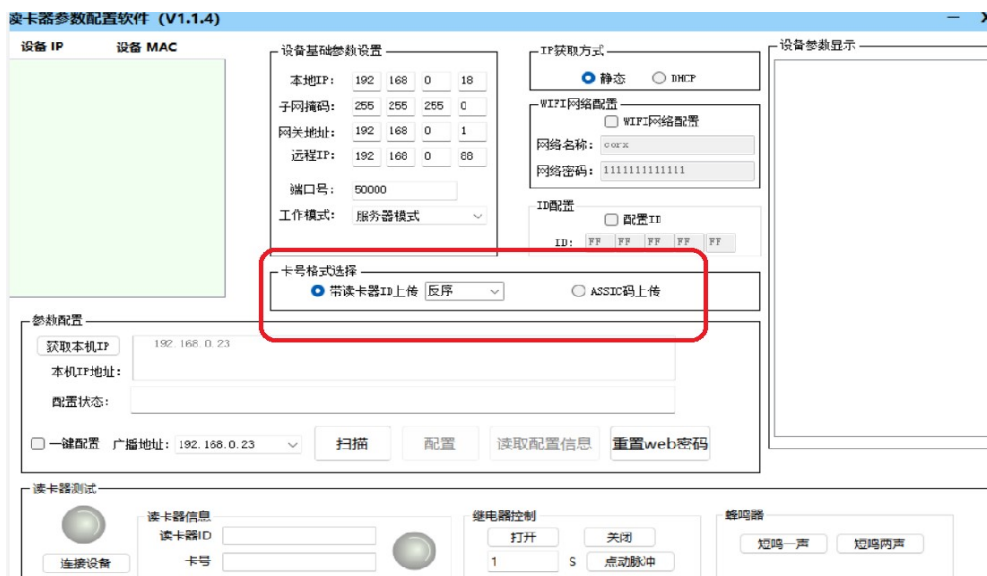 读卡器参数配置软件 (V1.1.4)
设备 IP 设备 MAC
设备基础参数设置
本地IP: 192 168 0 18
子网掩码: 255 255 255 0
网关地址: 192 168 0 1
远程IP: 192 168 0 88
端口号: 50000
工作模式: 服务器模式
IP获取方式
静态 DHCP
WIFI网络配置
WIFI网络配置
网络名称: corx
网络密码: 1111111111111
ID配置
配置ID
ID: FF FF FF FF FF
设备参数显示
卡号格式选择
带读卡器ID上传 反序 ASSIC码上传
参数配置
获取本机IP 192.168.0.23
本机IP地址:
配置状态:
一键配置 广播地址: 192.168.0.23 扫描 配置 读取配置信息 重置web密码
读卡器测试
连接设备
读卡器信息
读卡器ID
卡号
继电器控制
打开 关闭
1 S 点动脉冲
蜂鸣器
短鸣一声 短鸣两声